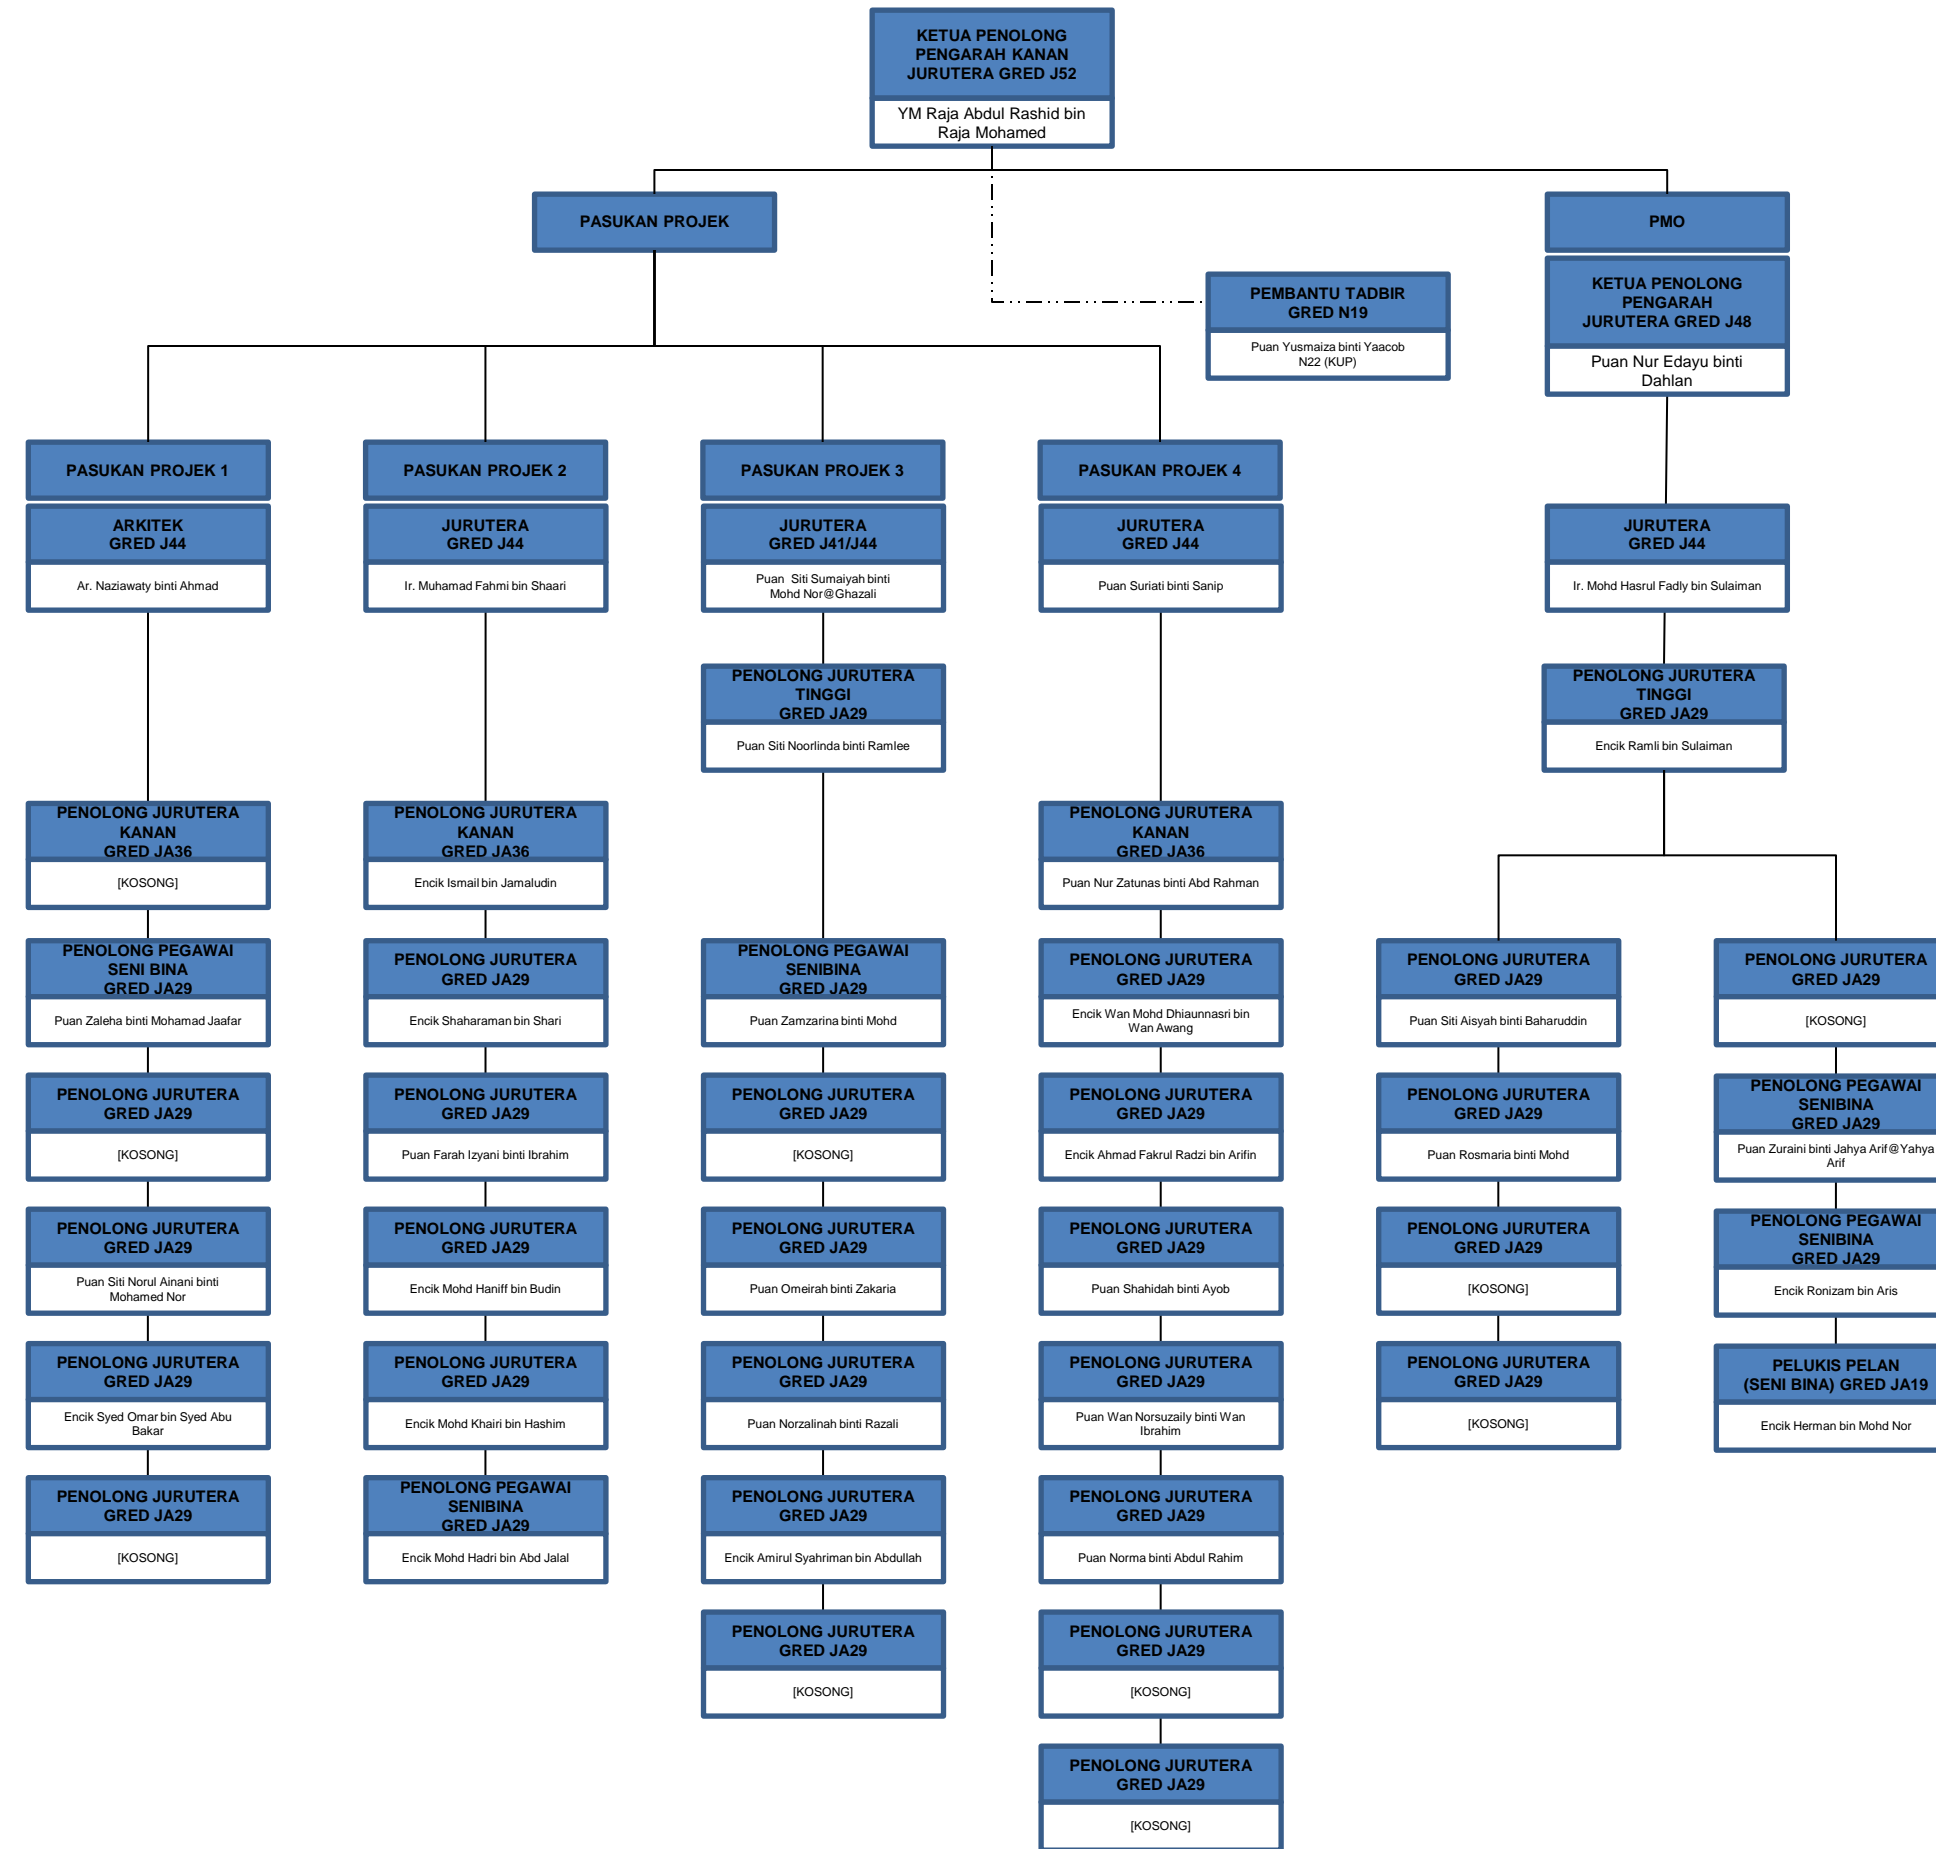 KETUA PENOLONG
PENGARAH KANAN
JURUTERA GRED J52
YM Raja Abdul Rashid bin
Raja Mohamed
PASUKAN PROJEK
PMO
KETUA PENOLONG
PENGARAH
JURUTERA GRED J48
Puan Nur Edayu binti
Dahlan
PEMBANTU TADBIR
GRED N19
Puan Yusmaiza binti Yaacob
N22 (KUP)
PASUKAN PROJEK 1
ARKITEK
GRED J44
Ar. Naziawaty binti Ahmad
PENOLONG JURUTERA
KANAN
GRED JA36
[KOSONG]
PENOLONG PEGAWAI
SENI BINA
GRED JA29
Puan Zaleha binti Mohamad Jaafar
PENOLONG JURUTERA
GRED JA29
[KOSONG]
PENOLONG JURUTERA
GRED JA29
Puan Siti Norul Ainani binti
Mohamed Nor
PENOLONG JURUTERA
GRED JA29
Encik Syed Omar bin Syed Abu
Bakar
PENOLONG JURUTERA
GRED JA29
[KOSONG]
PASUKAN PROJEK 2
JURUTERA
GRED J44
Ir. Muhamad Fahmi bin Shaari
PENOLONG JURUTERA
KANAN
GRED JA36
Encik Ismail bin Jamaludin
PENOLONG JURUTERA
GRED JA29
Encik Shaharaman bin Shari
PENOLONG JURUTERA
GRED JA29
Puan Farah Izyani binti Ibrahim
PENOLONG JURUTERA
GRED JA29
Encik Mohd Haniff bin Budin
PENOLONG JURUTERA
GRED JA29
Encik Mohd Khairi bin Hashim
PENOLONG PEGAWAI
SENIBINA
GRED JA29
Encik Mohd Hadri bin Abd Jalal
PASUKAN PROJEK 3
JURUTERA
GRED J41/J44
Puan Siti Sumaiyah binti
Mohd Nor@Ghazali
PENOLONG JURUTERA
TINGGI
GRED JA29
Puan Siti Noorlinda binti Ramlee
PENOLONG PEGAWAI
SENIBINA
GRED JA29
Puan Zamzarina binti Mohd
PENOLONG JURUTERA
GRED JA29
[KOSONG]
PENOLONG JURUTERA
GRED JA29
Puan Omeirah binti Zakaria
PENOLONG JURUTERA
GRED JA29
Puan Norzalinah binti Razali
PENOLONG JURUTERA
GRED JA29
Encik Amirul Syahriman bin Abdullah
PENOLONG JURUTERA
GRED JA29
[KOSONG]
PASUKAN PROJEK 4
JURUTERA
GRED J44
Puan Suriati binti Sanip
PENOLONG JURUTERA
KANAN
GRED JA36
Puan Nur Zatunas binti Abd Rahman
PENOLONG JURUTERA
GRED JA29
Encik Wan Mohd Dhiaunnasri bin
Wan Awang
PENOLONG JURUTERA
GRED JA29
Encik Ahmad Fakrul Radzi bin Arifin
PENOLONG JURUTERA
GRED JA29
Puan Shahidah binti Ayob
PENOLONG JURUTERA
GRED JA29
Puan Wan Norsuzaily binti Wan
Ibrahim
PENOLONG JURUTERA
GRED JA29
Puan Norma binti Abdul Rahim
PENOLONG JURUTERA
GRED JA29
[KOSONG]
PENOLONG JURUTERA
GRED JA29
[KOSONG]
JURUTERA
GRED J44
Ir. Mohd Hasrul Fadly bin Sulaiman
PENOLONG JURUTERA
TINGGI
GRED JA29
Encik Ramli bin Sulaiman
PENOLONG JURUTERA
GRED JA29
Puan Siti Aisyah binti Baharuddin
PENOLONG JURUTERA
GRED JA29
Puan Rosmaria binti Mohd
PENOLONG JURUTERA
GRED JA29
[KOSONG]
PENOLONG JURUTERA
GRED JA29
[KOSONG]
PENOLONG JURUTERA
GRED JA29
[KOSONG]
PENOLONG PEGAWAI
SENIBINA
GRED JA29
Puan Zuraini binti Jahya Arif@Yahya
Arif
PENOLONG PEGAWAI
SENIBINA
GRED JA29
Encik Ronizam bin Aris
PELUKIS PELAN
(SENI BINA) GRED JA19
Encik Herman bin Mohd Nor